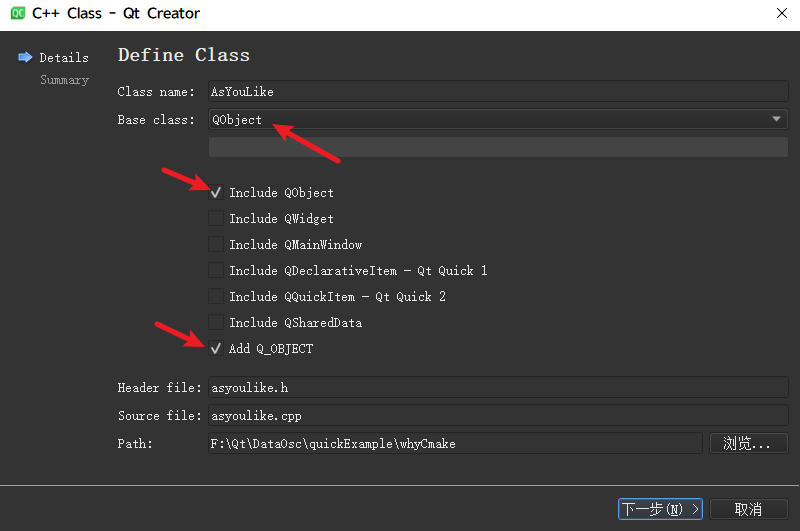 QC C++ Class - Qt Creator
Details
Summary
Define Class
Class name: AsYouLike
Base class: QObject
Include QObject
Include QWidget
Include QMainWindow
Include QDeclarativeItem - Qt Quick 1
Include QQuickItem - Qt Quick 2
Include QSharedData
Add Q_OBJECT
Header file: asyoulike.h
Source file: asyoulike.cpp
Path: F:\Qt\DataOsc\quickExample\whyCmake 浏览...
下一步(N) > 取消